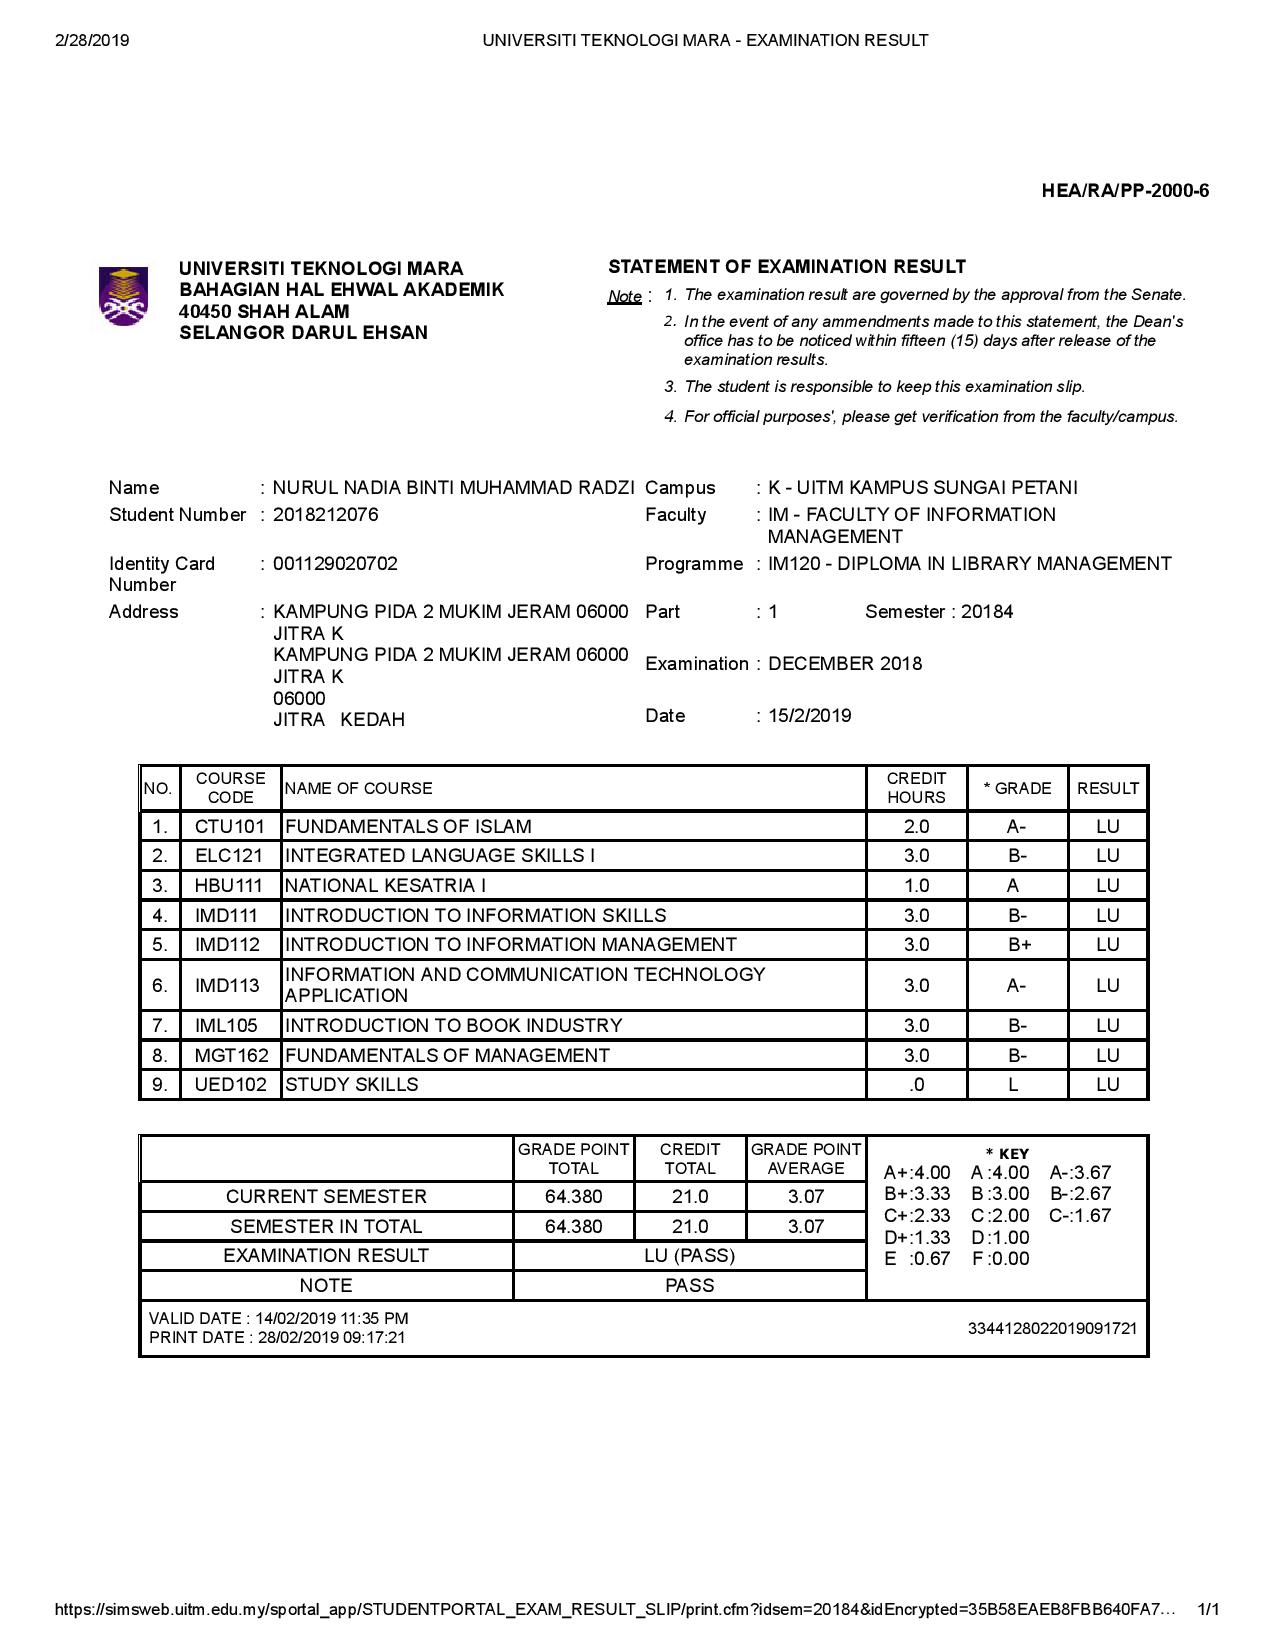 2/28/2019 UNIVERSITI TEKNOLOGI MARA - EXAMINATION RESULT
HEA/RA/PP-2000-6
UNIVERSITI TEKNOLOGI MARA
BAHAGIAN HAL EHWAL AKADEMIK
40450 SHAH ALAM
SELANGOR DARUL EHSAN
STATEMENT OF EXAMINATION RESULT
Note : 1. The examination result are governed by the approval from the Senate.
2. In the event of any ammendments made to this statement, the Dean's
office has to be noticed within fifteen (15) days after release of the
examination results.
3. The student is responsible to keep this examination slip.
4. For official purposes', please get verification from the faculty/campus.
Name : NURUL NADIA BINTI MUHAMMAD RADZI Campus : K - UITM KAMPUS SUNGAI PETANI
Student Number : 2018212076 Faculty : IM - FACULTY OF INFORMATION
MANAGEMENT
Identity Card : 001129020702 Programme : IM120 - DIPLOMA IN LIBRARY MANAGEMENT
Number
Address : KAMPUNG PIDA 2 MUKIM JERAM 06000 Part : 1 Semester : 20184
JITRA K
KAMPUNG PIDA 2 MUKIM JERAM 06000
Examination : DECEMBER 2018
JITRA K
06000
JITRA KEDAH
Date : 15/2/2019
NO. COURSE CODE NAME OF COURSE CREDIT HOURS * GRADE RESULT
1. CTU101 FUNDAMENTALS OF ISLAM 2.0 A- LU
2. ELC121 INTEGRATED LANGUAGE SKILLS I 3.0 B- LU
3. HBU111 NATIONAL KESATRIA I 1.0 A LU
4. IMD111 INTRODUCTION TO INFORMATION SKILLS 3.0 B- LU
5. IMD112 INTRODUCTION TO INFORMATION MANAGEMENT 3.0 B+ LU
6. IMD113 INFORMATION AND COMMUNICATION TECHNOLOGY APPLICATION 3.0 A- LU
7. IML105 INTRODUCTION TO BOOK INDUSTRY 3.0 B- LU
8. MGT162 FUNDAMENTALS OF MANAGEMENT 3.0 B- LU
9. UED102 STUDY SKILLS .0 L LU
GRADE POINT TOTAL CREDIT TOTAL GRADE POINT AVERAGE
CURRENT SEMESTER 64.380 21.0 3.07
SEMESTER IN TOTAL 64.380 21.0 3.07
EXAMINATION RESULT LU (PASS)
NOTE PASS
* KEY
A+:4.00 A :4.00 A-:3.67
B+:3.33 B :3.00 B-:2.67
C+:2.33 C :2.00 C-:1.67
D+:1.33 D :1.00
E :0.67 F :0.00
VALID DATE : 14/02/2019 11:35 PM
PRINT DATE : 28/02/2019 09:17:21
3344128022019091721
https://simsweb.uitm.edu.my/sportal_app/STUDENTPORTAL_EXAM_RESULT_SLIP/print.cfm?idsem=20184&idEncrypted=35B58EAEB8FBB640FA7… 1/1